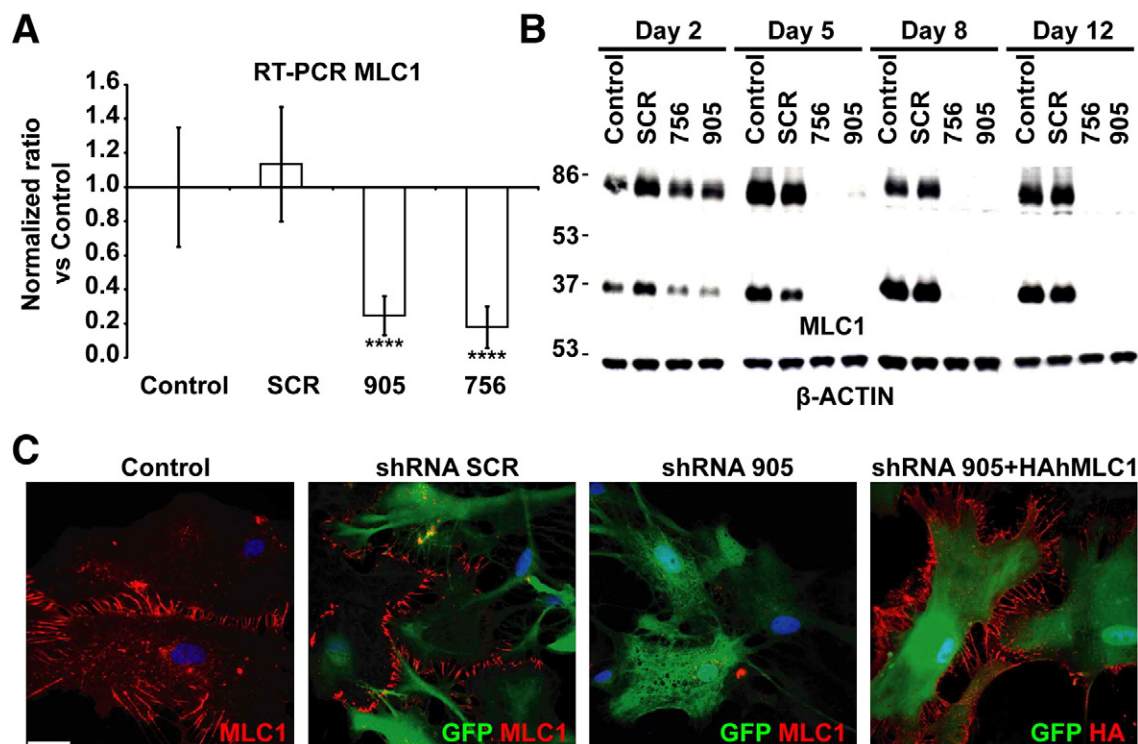 A
RT-PCR MLC1
Normalized ratio
vs Control
1.6
1.4
1.2
1.0
0.8
0.6
0.4
0.2
0.0
****
****
Control SCR 905 756
B
Day 2 Day 5 Day 8 Day 12
Control SCR 756 905 Control SCR 756 905 Control SCR 756 905 Control SCR 756 905
86-
53-
37-
MLC1
53-
β-ACTIN
C
Control shRNA SCR shRNA 905 shRNA 905+HAhMLC1
MLC1 GFP MLC1 GFP MLC1 GFP HA